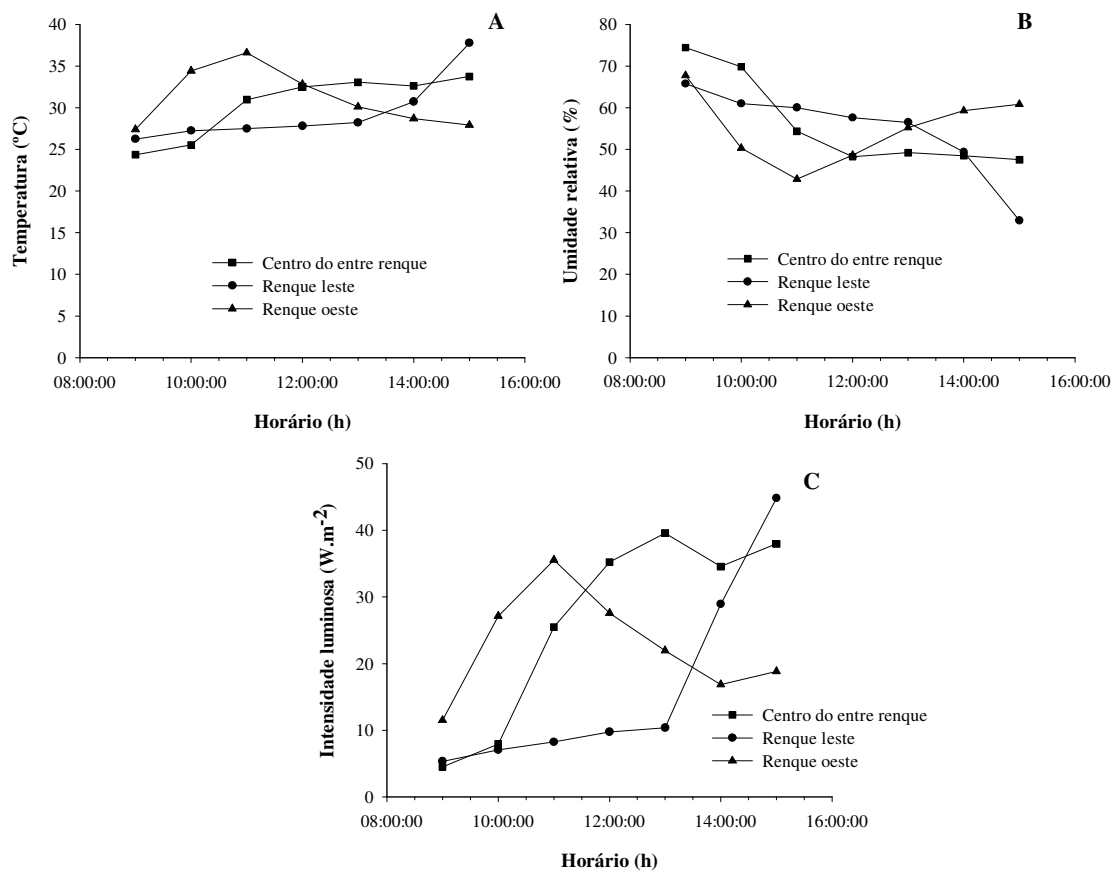 A
Temperatura (ºC)
40
35
30
25
20
15
10
5
0
Centro do entre renque
Renque leste
Renque oeste
08:00:00 10:00:00 12:00:00 14:00:00 16:00:00
Horário (h)
B
Umidade relativa (%)
80
70
60
50
40
30
20
10
0
Centro do entre renque
Renque leste
Renque oeste
08:00:00 10:00:00 12:00:00 14:00:00 16:00:00
Horário (h)
C
Intensidade luminosa (W.m-2)
50
40
30
20
10
0
Centro do entre renque
Renque leste
Renque oeste
08:00:00 10:00:00 12:00:00 14:00:00 16:00:00
Horário (h)